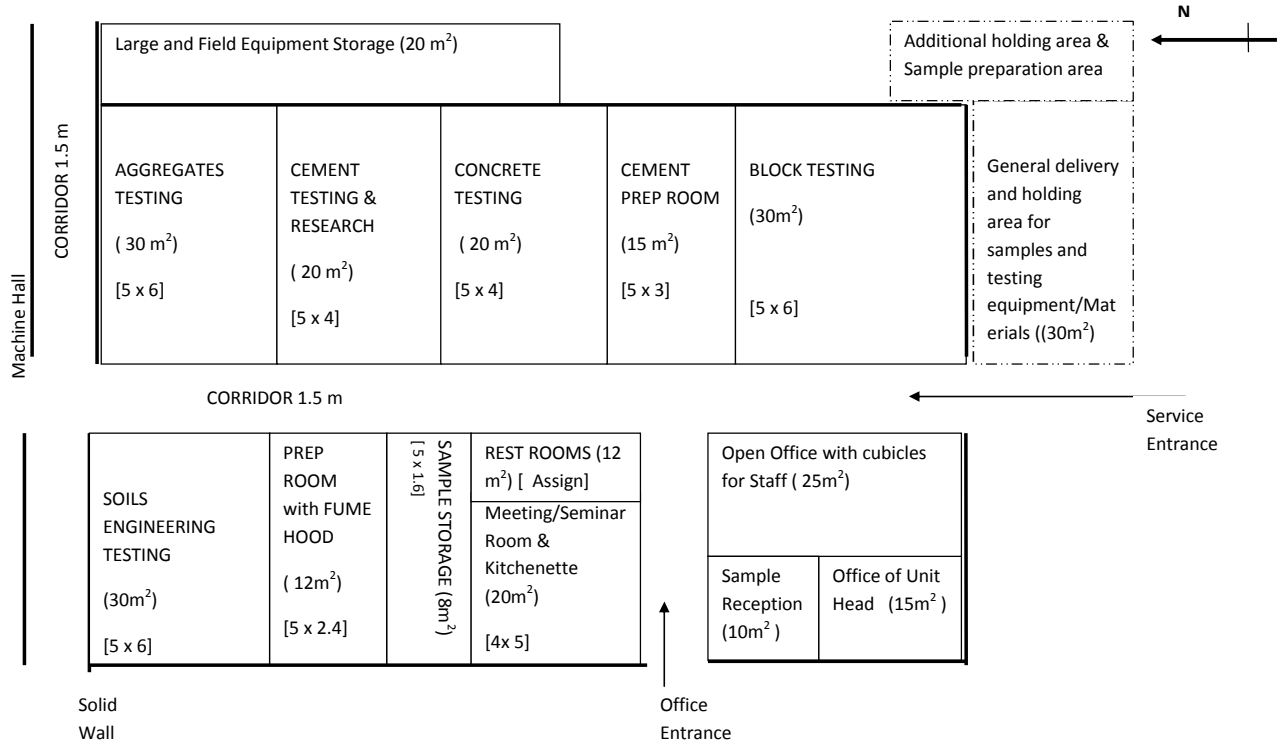 N
Large and Field Equipment Storage (20 m²)
Additional holding area &
Sample preparation area
Machine Hall
CORRIDOR 1.5 m
AGGREGATES
TESTING
( 30 m²)
[5 x 6]
CEMENT
TESTING &
RESEARCH
( 20 m²)
[5 x 4]
CONCRETE
TESTING
( 20 m²)
[5 x 4]
CEMENT
PREP ROOM
(15 m²)
[5 x 3]
BLOCK TESTING
(30m²)
[5 x 6]
General delivery
and holding
area for
samples and
testing
equipment/Mat
erials ((30m²)
CORRIDOR 1.5 m
Service
Entrance
SOILS
ENGINEERING
TESTING
(30m²)
[5 x 6]
PREP
ROOM
with FUME
HOOD
( 12m²)
[5 x 2.4]
SAMPLE STORAGE (8m²)
[ 5 x 1.6]
REST ROOMS (12
m²) [ Assign]
Meeting/Seminar
Room &
Kitchenette
(20m²)
[4x 5]
Open Office with cubicles
for Staff ( 25m²)
Sample
Reception
(10m² )
Office of Unit
Head (15m² )
Solid
Wall
Office
Entrance